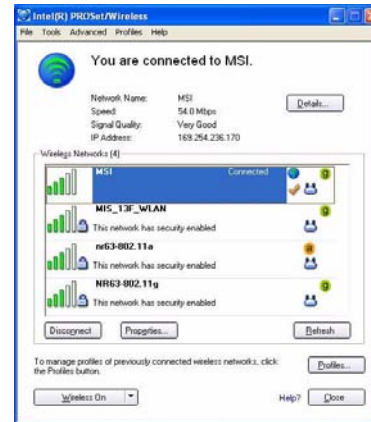 Intel(R) PROSet/Wireless
File Tools Advanced Profiles Help
You are connected to MSI.
Network Name: MSI
Speed: 54.0 Mbps
Signal Quality: Very Good
IP Address: 169.254.236.170
Details...
Wireless Networks (4)
MSI Connected
g
MIS_13F_WLAN
g
This network has security enabled
nr63-802.11a
a
This network has security enabled
NR63-802.11g
g
This network has security enabled
Disconnect Properties... Refresh
To manage profiles of previously connected wireless networks, click
the Profiles button.
Profiles...
Wireless On Help? Close